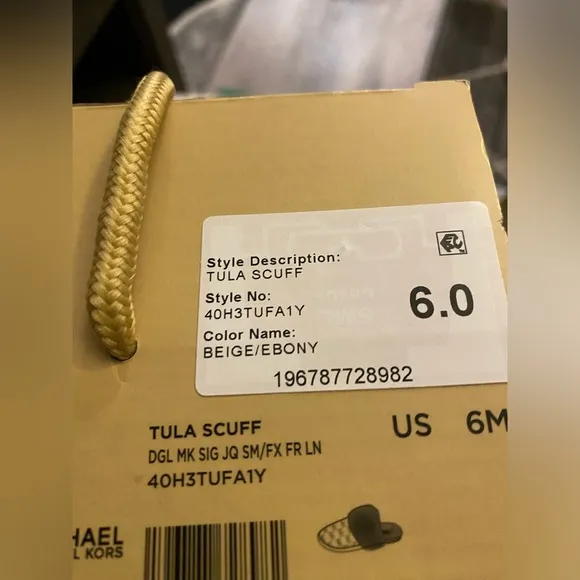 Style Description:
TULA SCUFF
Style No:
40H3TUFA1Y
Color Name:
BEIGE/EBONY
6.0
196787728982
TULA SCUFF
US 6M
DGL MK SIG JQ SM/FX FR LN
40H3TUFA1Y
HAEL
L KORS